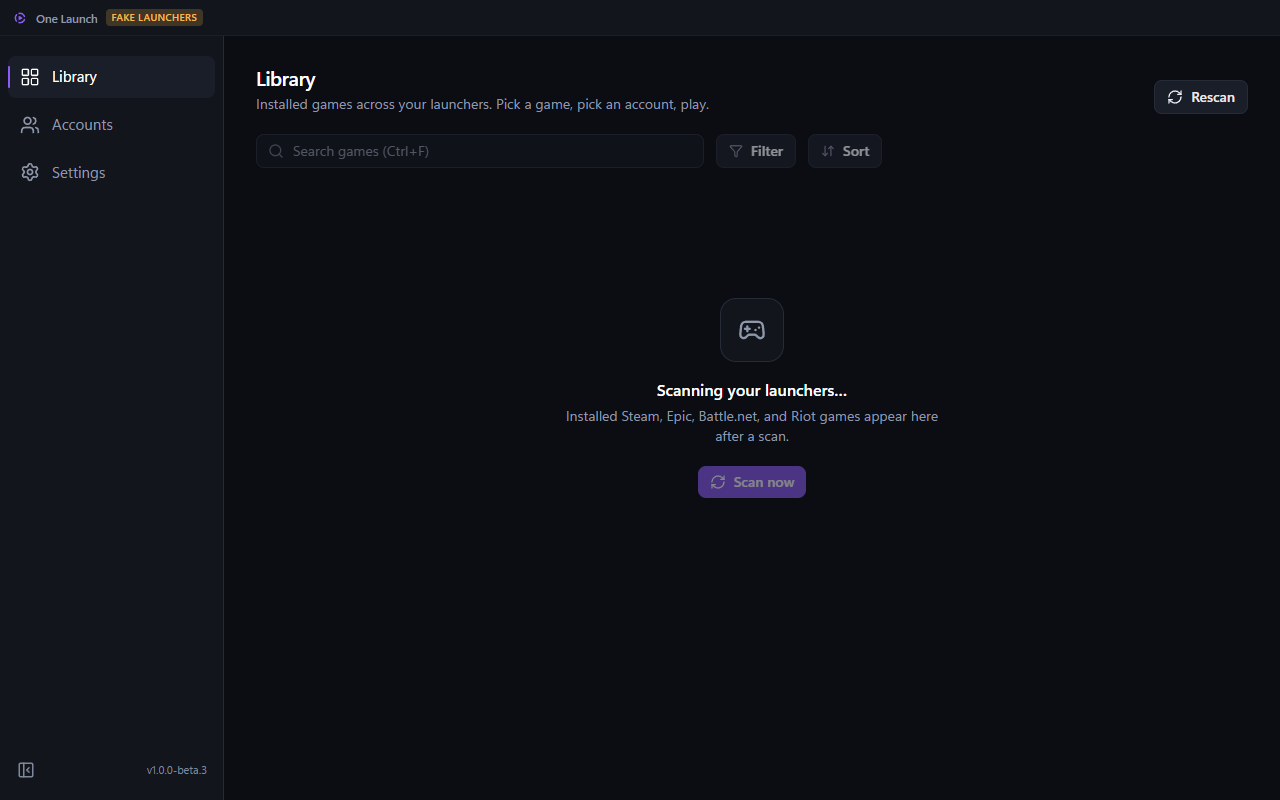 One Launch FAKE LAUNCHERS
Library
Accounts
Settings
v1.0.0-beta.3
Library
Installed games across your launchers. Pick a game, pick an account, play.
Rescan
Search games (Ctrl+F)
Filter
Sort
Scanning your launchers...
Installed Steam, Epic, Battle.net, and Riot games appear here
after a scan.
Scan now